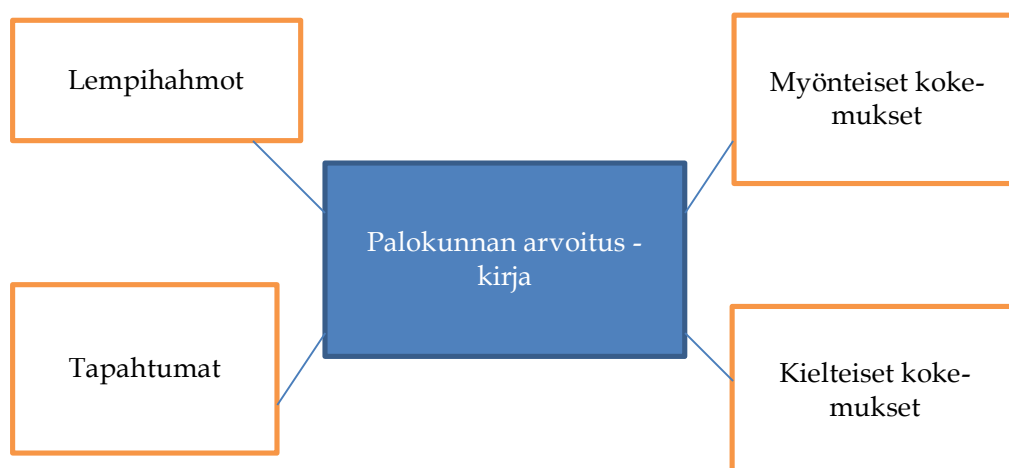 Lempihahmot
Myönteiset koke-
mukset
Palokunnan arvoitus -
kirja
Tapahtumat
Kielteiset koke-
mukset